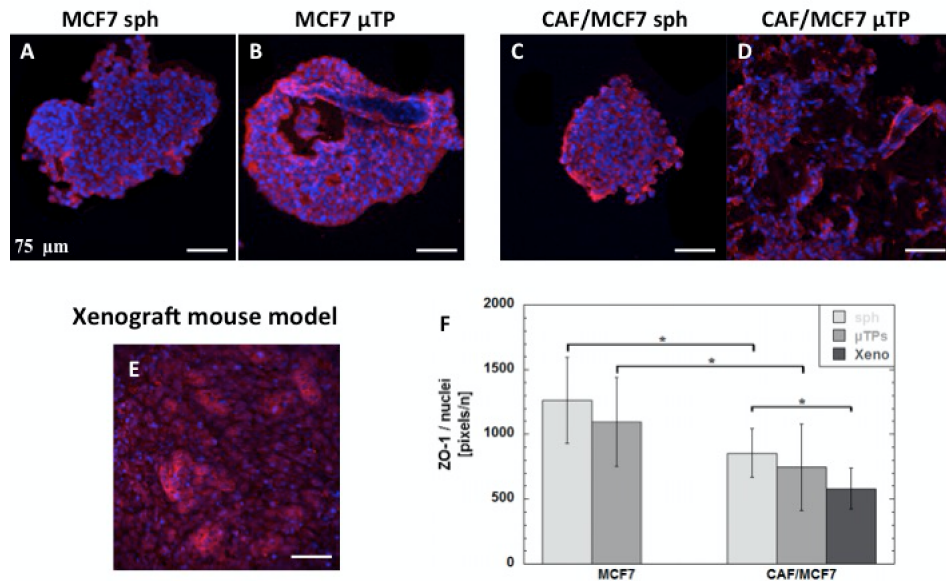 MCF7 sph
MCF7 µTP
CAF/MCF7 sph
CAF/MCF7 µTP
A
B
C
D
75 µm
Xenograft mouse model
E
F
2000
1500
1000
500
0
ZO-1 / nuclei
[pixels/n]
sph
µTPs
Xeno
*
*
*
MCF7
CAF/MCF7